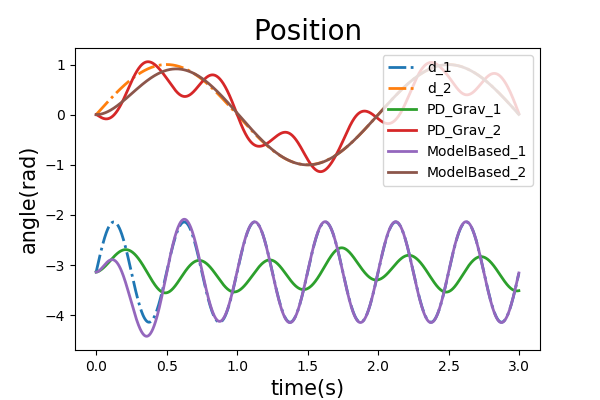 Position
angle(rad)
1
0
−1
−2
−3
−4
d_1
d_2
PD_Grav_1
PD_Grav_2
ModelBased_1
ModelBased_2
0.0 0.5 1.0 1.5 2.0 2.5 3.0
time(s)